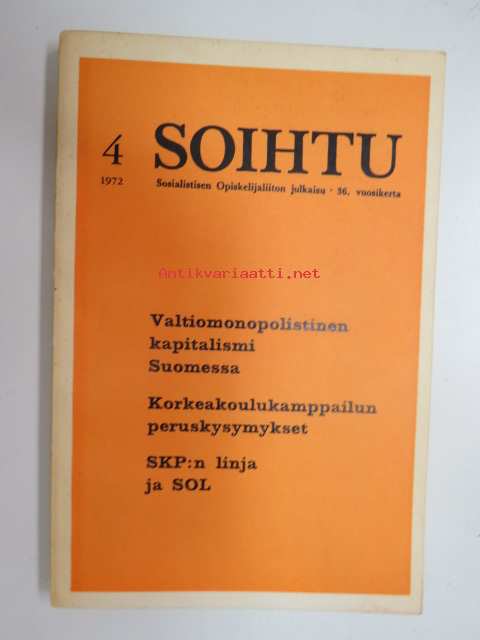 4 SOIHTU
1972 Sosialistisen Opiskelijaliiton julkaisu · 36. vuosikerta
Antikvariaatti.net
Valtiomonopolistinen
kapitalismi
Suomessa
Korkeakoulukamppailun
peruskysymykset
SKP:n linja
ja SOL